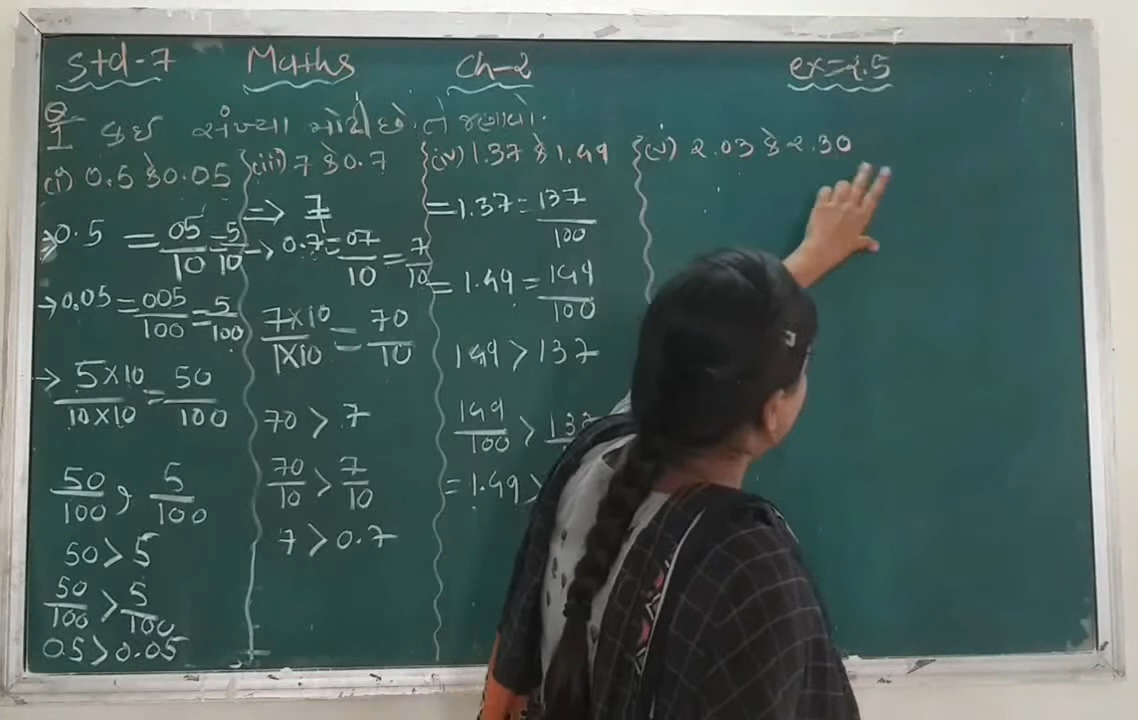 std-7 Maths Ch-2 ex=2.5
Q 1 કઈ સંખ્યા મોટી છે તે જણાવો.
(i) 0.5 કે 0.05
→ 0.5 = 05/10 = 5/10
→ 0.05 = 005/100 = 5/100
→ 5×10/10×10 = 50/100
50/100 , 5/100
50 > 5
50/100 > 5/100
0.5 > 0.05
(iii) 7 કે 0.7
→ 7/1
→ 0.7 = 07/10 = 7/10
7×10/1×10 = 70/10
70 > 7
70/10 > 7/10
7 > 0.7
(iv) 1.37 કે 1.49
= 1.37 = 137/100
= 1.49 = 149/100
149 > 137
149/100 >
= 1.49 >
(v) 2.03 કે 2.30